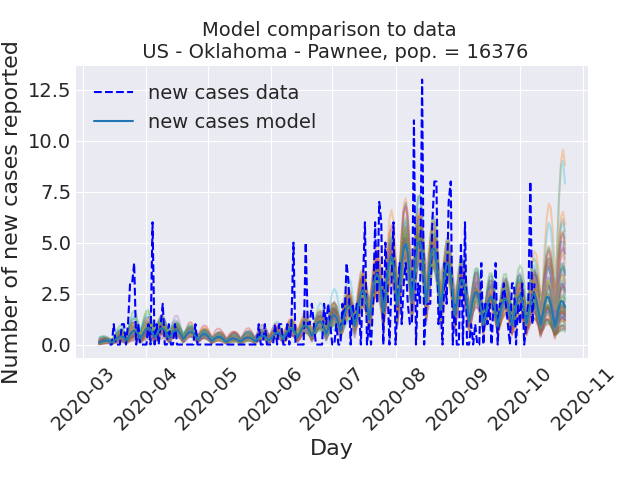 Model comparison to data
US - Oklahoma - Pawnee, pop. = 16376
Number of new cases reported
12.5
10.0
7.5
5.0
2.5
0.0
new cases data
new cases model
2020-03
2020-04
2020-05
2020-06
2020-07
2020-08
2020-09
2020-10
2020-11
Day